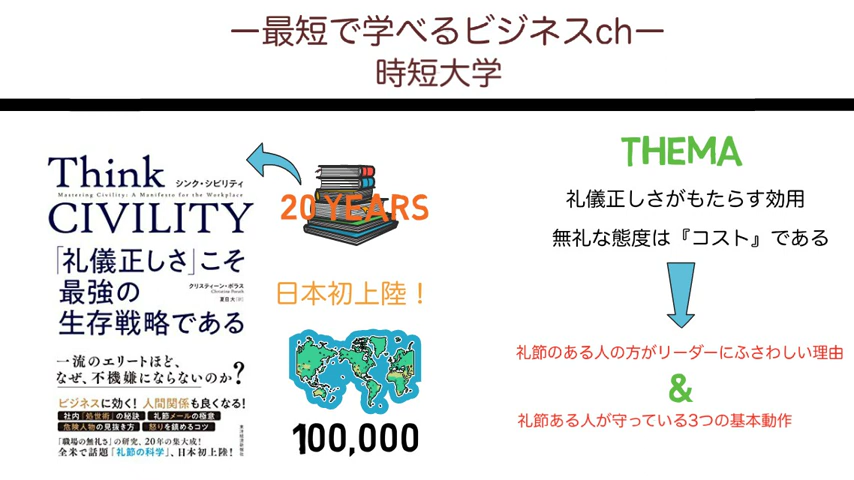 ー最短で学べるビジネスchー
時短大学
Think
シンク・シビリティ
Mastering Civility: A Manifesto for the Workplace
CIVILITY
「礼儀正しさ」こそ
最強の
クリスティーン・ポラス
Christine Porath
夏目 大[訳]
生存戦略である
一流のエリートほど、
なぜ、不機嫌にならないのか?
ビジネスに効く! 人間関係も良くなる!
社内「処世術」の秘訣
礼節メールの極意
危険人物の見抜き方
怒りを鎮めるコツ
「職場の無礼さ」の研究、20年の集大成!
全米で話題「礼節の科学」、日本初上陸!
東洋経済新報社
20 YEARS
日本初上陸!
100,000
THEMA
礼儀正しさがもたらす効用
無礼な態度は『コスト』である
礼節のある人の方がリーダーにふさわしい理由
&
礼節ある人が守っている3つの基本動作